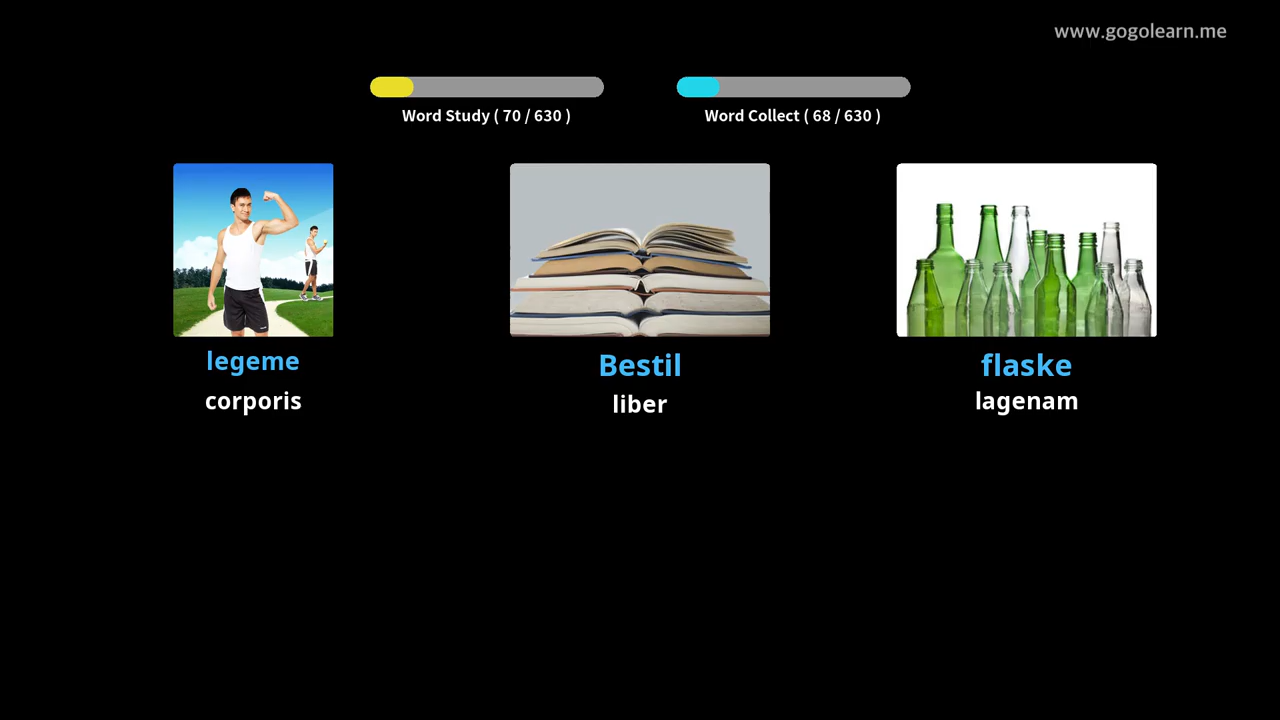 www.gogolearn.me
Word Study ( 70 / 630 )
Word Collect ( 68 / 630 )
legeme
corporis
Bestil
liber
flaske
lagenam